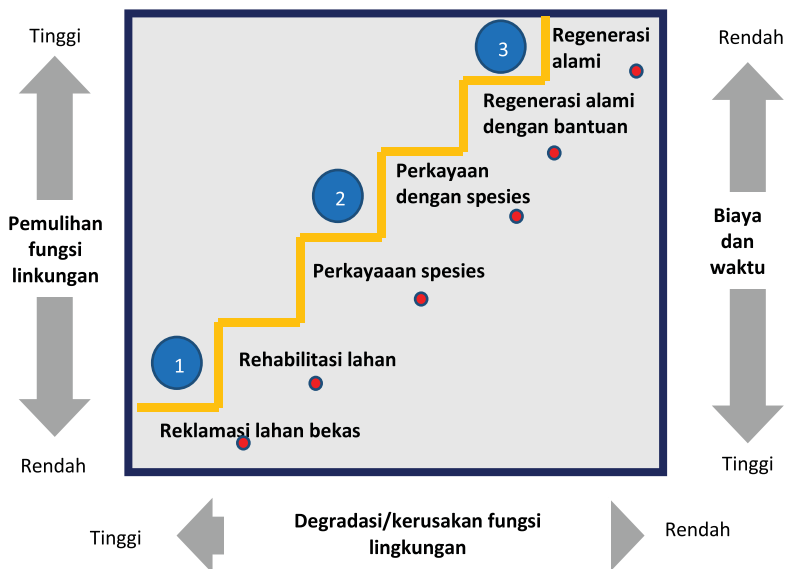 Tinggi
Pemulihan
fungsi
linkungan
Rendah
3
Regenerasi
alami
Regenerasi alami
dengan bantuan
2
Perkayaan
dengan spesies
Perkayaaan spesies
1
Rehabilitasi lahan
Reklamasi lahan bekas
Rendah
Biaya
dan
waktu
Tinggi
Tinggi
Degradasi/kerusakan fungsi
lingkungan
Rendah